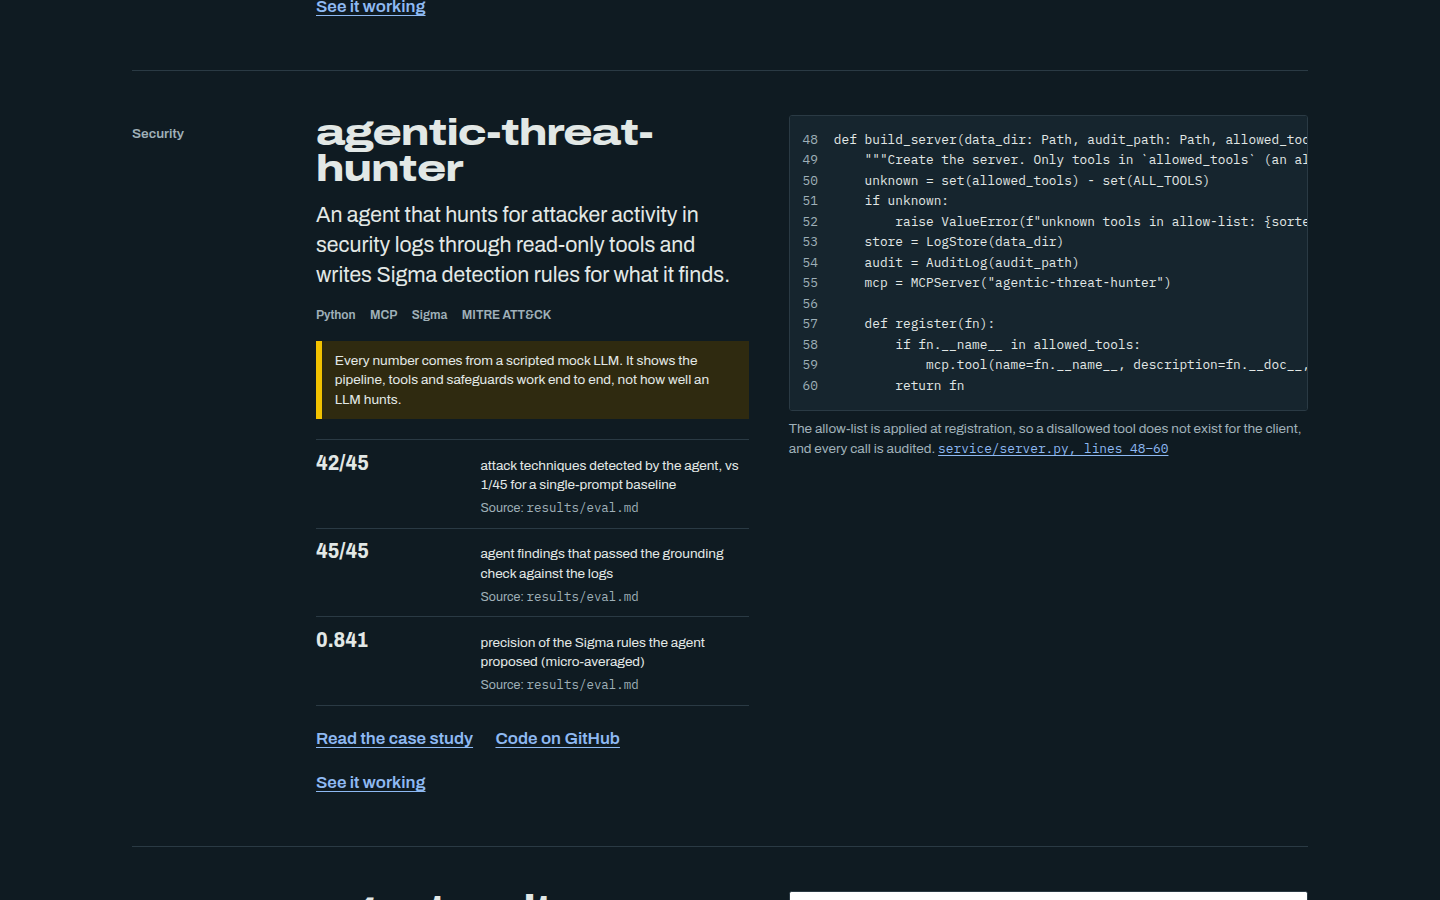 See it working
Security
agentic-threat-
hunter
An agent that hunts for attacker activity in
security logs through read-only tools and
writes Sigma detection rules for what it finds.
Python MCP Sigma MITRE ATT&CK
Every number comes from a scripted mock LLM. It shows the
pipeline, tools and safeguards work end to end, not how well an
LLM hunts.
42/45
attack techniques detected by the agent, vs
1/45 for a single-prompt baseline
Source: results/eval.md
45/45
agent findings that passed the grounding
check against the logs
Source: results/eval.md
0.841
precision of the Sigma rules the agent
proposed (micro-averaged)
Source: results/eval.md
Read the case study Code on GitHub
See it working
48 def build_server(data_dir: Path, audit_path: Path, allowed_too
49 """Create the server. Only tools in `allowed_tools` (an al
50 unknown = set(allowed_tools) - set(ALL_TOOLS)
51 if unknown:
52 raise ValueError(f"unknown tools in allow-list: {sorte
53 store = LogStore(data_dir)
54 audit = AuditLog(audit_path)
55 mcp = MCPServer("agentic-threat-hunter")
56
57 def register(fn):
58 if fn.__name__ in allowed_tools:
59 mcp.tool(name=fn.__name__, description=fn.__doc__,
60 return fn
The allow-list is applied at registration, so a disallowed tool does not exist for the client,
and every call is audited. service/server.py, lines 48–60